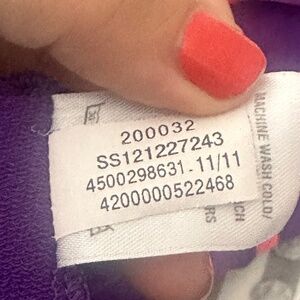 200032
SS121227243
4500298631 - 11/11
4200000522468
MACHINE WASH COLD/